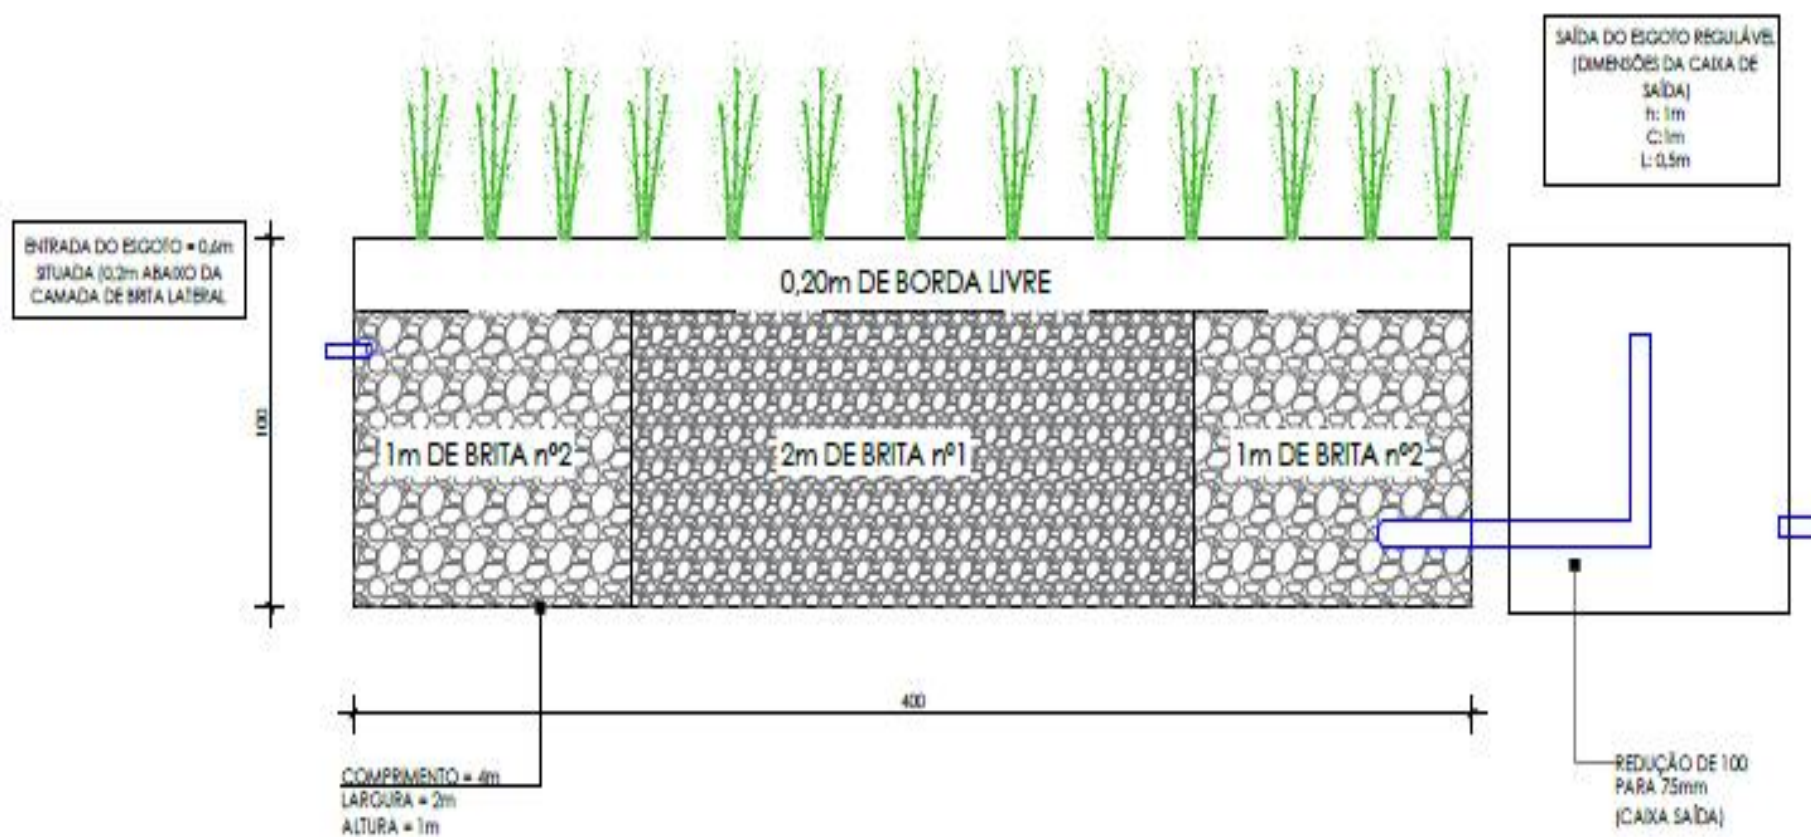 SAÍDA DO ESGOTO REGULÁVEL
(DIMENSÕES DA CAIXA DE
SAÍDA)
h: 1m
C: 1m
L: 0,5m
ENTRADA DO ESGOTO = 0,6m
SITUADA (0,2m ABAIXO DA
CAMADA DE BRITA LATERAL
0,20m DE BORDA LIVRE
100
1m DE BRITA nº2
2m DE BRITA nº1
1m DE BRITA nº2
400
COMPRIMENTO = 4m
LARGURA = 2m
ALTURA = 1m
REDUÇÃO DE 100
PARA 75mm
(CAIXA SAÍDA)